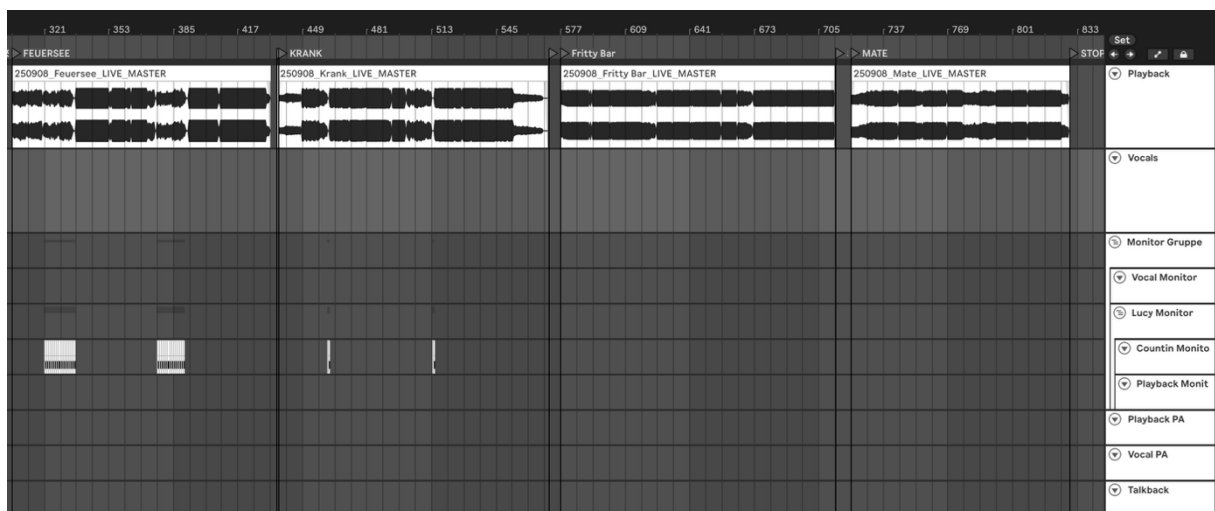 321 353 385 417 449 481 513 545 577 609 641 673 705 737 769 801 833
Set
FEUERSEE KRANK Fritty Bar MATE STOP
250908_Feuersee_LIVE_MASTER 250908_Krank_LIVE_MASTER 250908_Fritty Bar_LIVE_MASTER 250908_Mate_LIVE_MASTER
Playback
Vocals
Monitor Gruppe
Vocal Monitor
Lucy Monitor
Countin Monito
Playback Monit
Playback PA
Vocal PA
Talkback